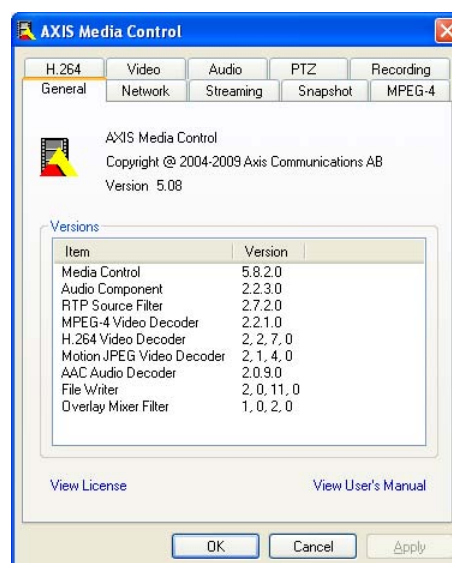 AXIS Media Control
H.264 Video Audio PTZ Recording
General Network Streaming Snapshot MPEG-4
AXIS Media Control
Copyright @ 2004-2009 Axis Communications AB
Version 5.08
Versions
Item Version
Media Control 5.8.2.0
Audio Component 2.2.3.0
RTP Source Filter 2.7.2.0
MPEG-4 Video Decoder 2.2.1.0
H.264 Video Decoder 2, 2, 7, 0
Motion JPEG Video Decoder 2, 1, 4, 0
AAC Audio Decoder 2.0.9.0
File Writer 2, 0, 11, 0
Overlay Mixer Filter 1, 0, 2, 0
View License View User's Manual
OK Cancel Apply